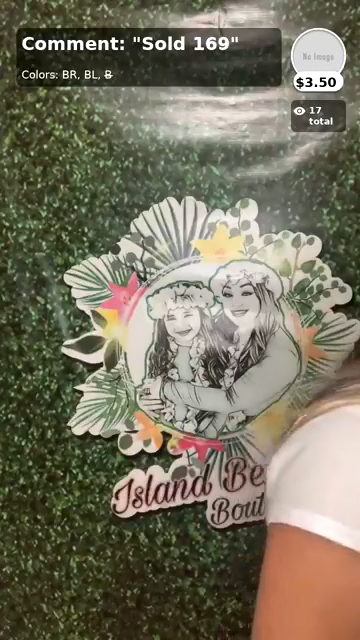 Comment: "Sold 169"
Colors: BR, BL, B
No Image
$3.50
17
total
Island Be
Bout